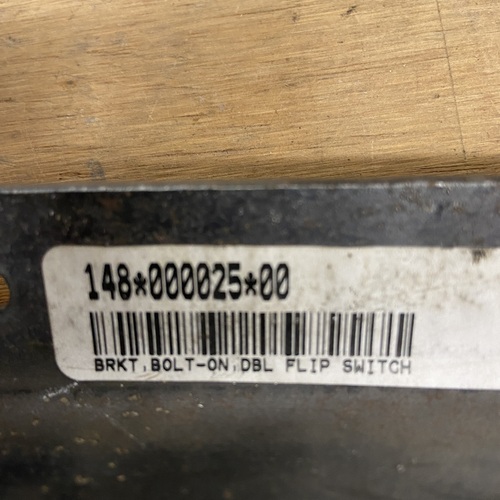 148*000025*00
BRKT,BOLT-ON,DBL FLIP SWITCH